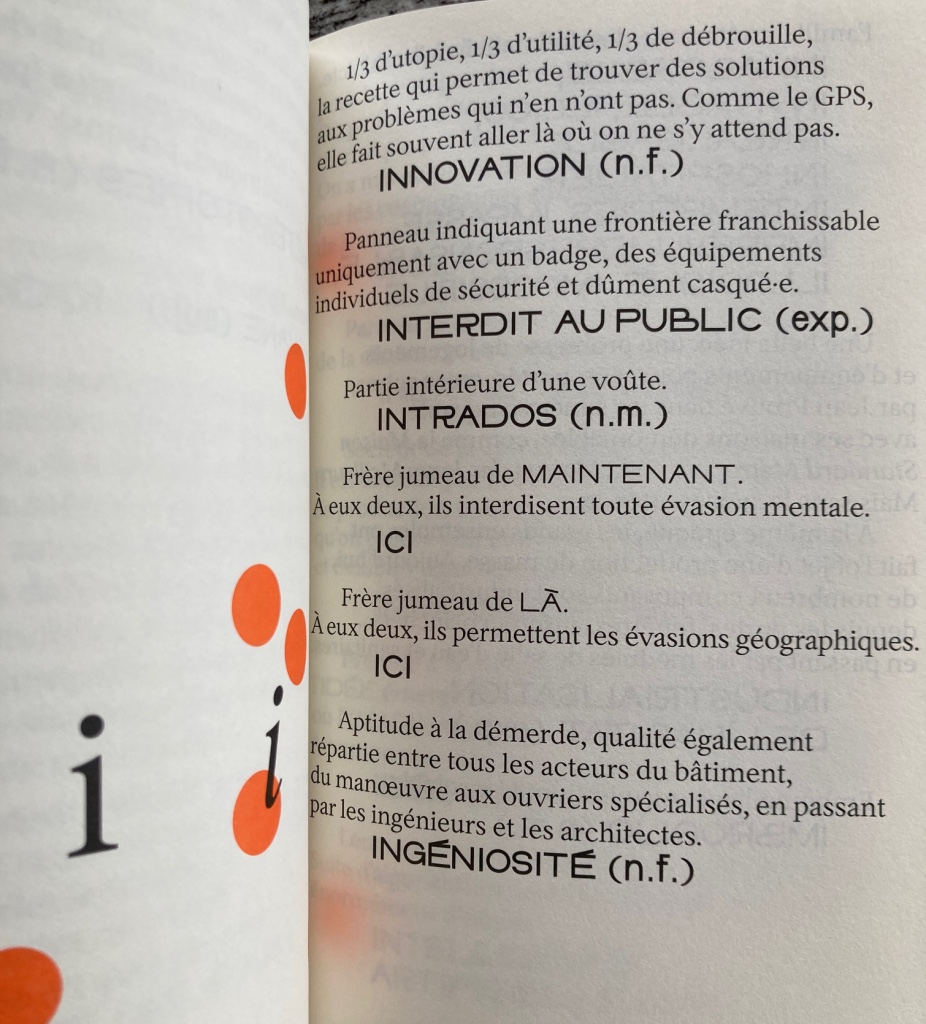 1/3 d'utopie, 1/3 d'utilité, 1/3 de débrouille,
la recette qui permet de trouver des solutions
aux problèmes qui n'en n'ont pas. Comme le GPS,
elle fait souvent aller là où on ne s'y attend pas.
INNOVATION (n.f.)
Panneau indiquant une frontière franchissable
uniquement avec un badge, des équipements
individuels de sécurité et dûment casqué·e.
INTERDIT AU PUBLIC (exp.)
Partie intérieure d'une voûte.
INTRADOS (n.m.)
Frère jumeau de MAINTENANT.
À eux deux, ils interdisent toute évasion mentale.
ICI
Frère jumeau de LÀ.
À eux deux, ils permettent les évasions géographiques.
ICI
Aptitude à la démerde, qualité également
répartie entre tous les acteurs du bâtiment,
du manœuvre aux ouvriers spécialisés, en passant
par les ingénieurs et les architectes.
INGÉNIOSITÉ (n.f.)
i
i